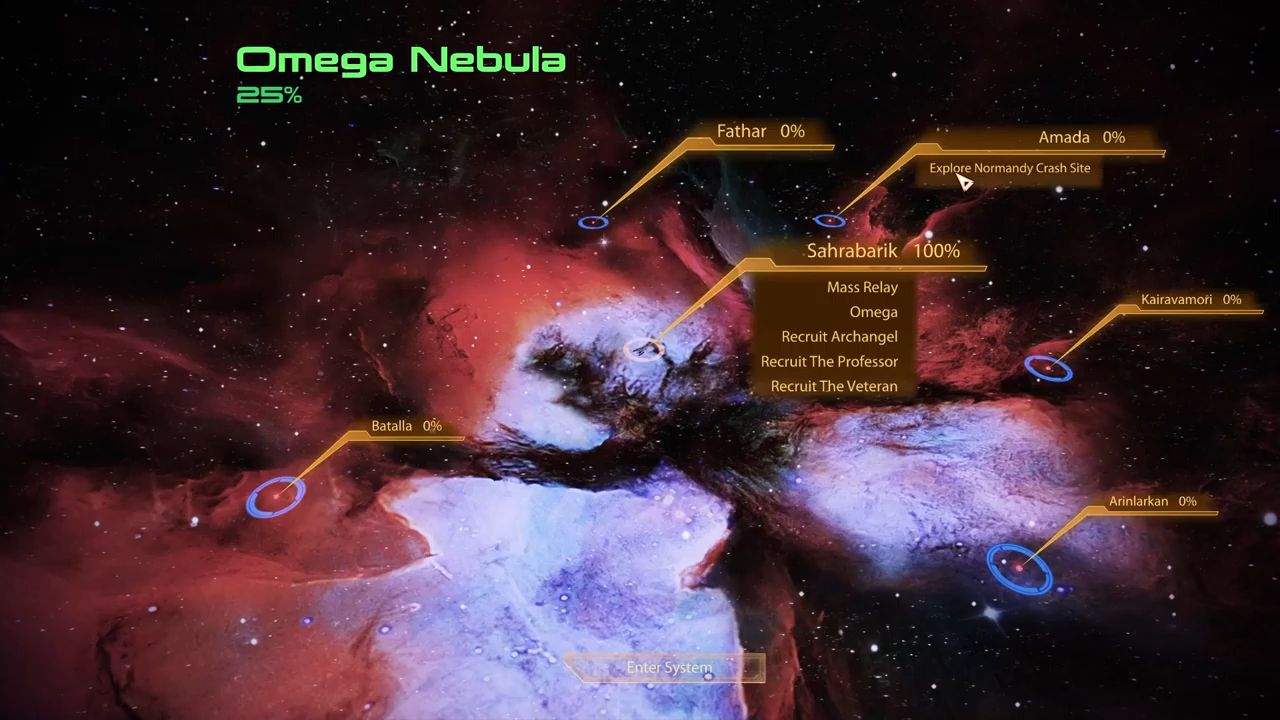 Omega Nebula
25%
Fathar 0%
Amada 0%
Explore Normandy Crash Site
Sahrabarik 100%
Mass Relay
Omega
Recruit Archangel
Recruit The Professor
Recruit The Veteran
Kairavamori 0%
Batalla 0%
Arinlarkan 0%
Enter System